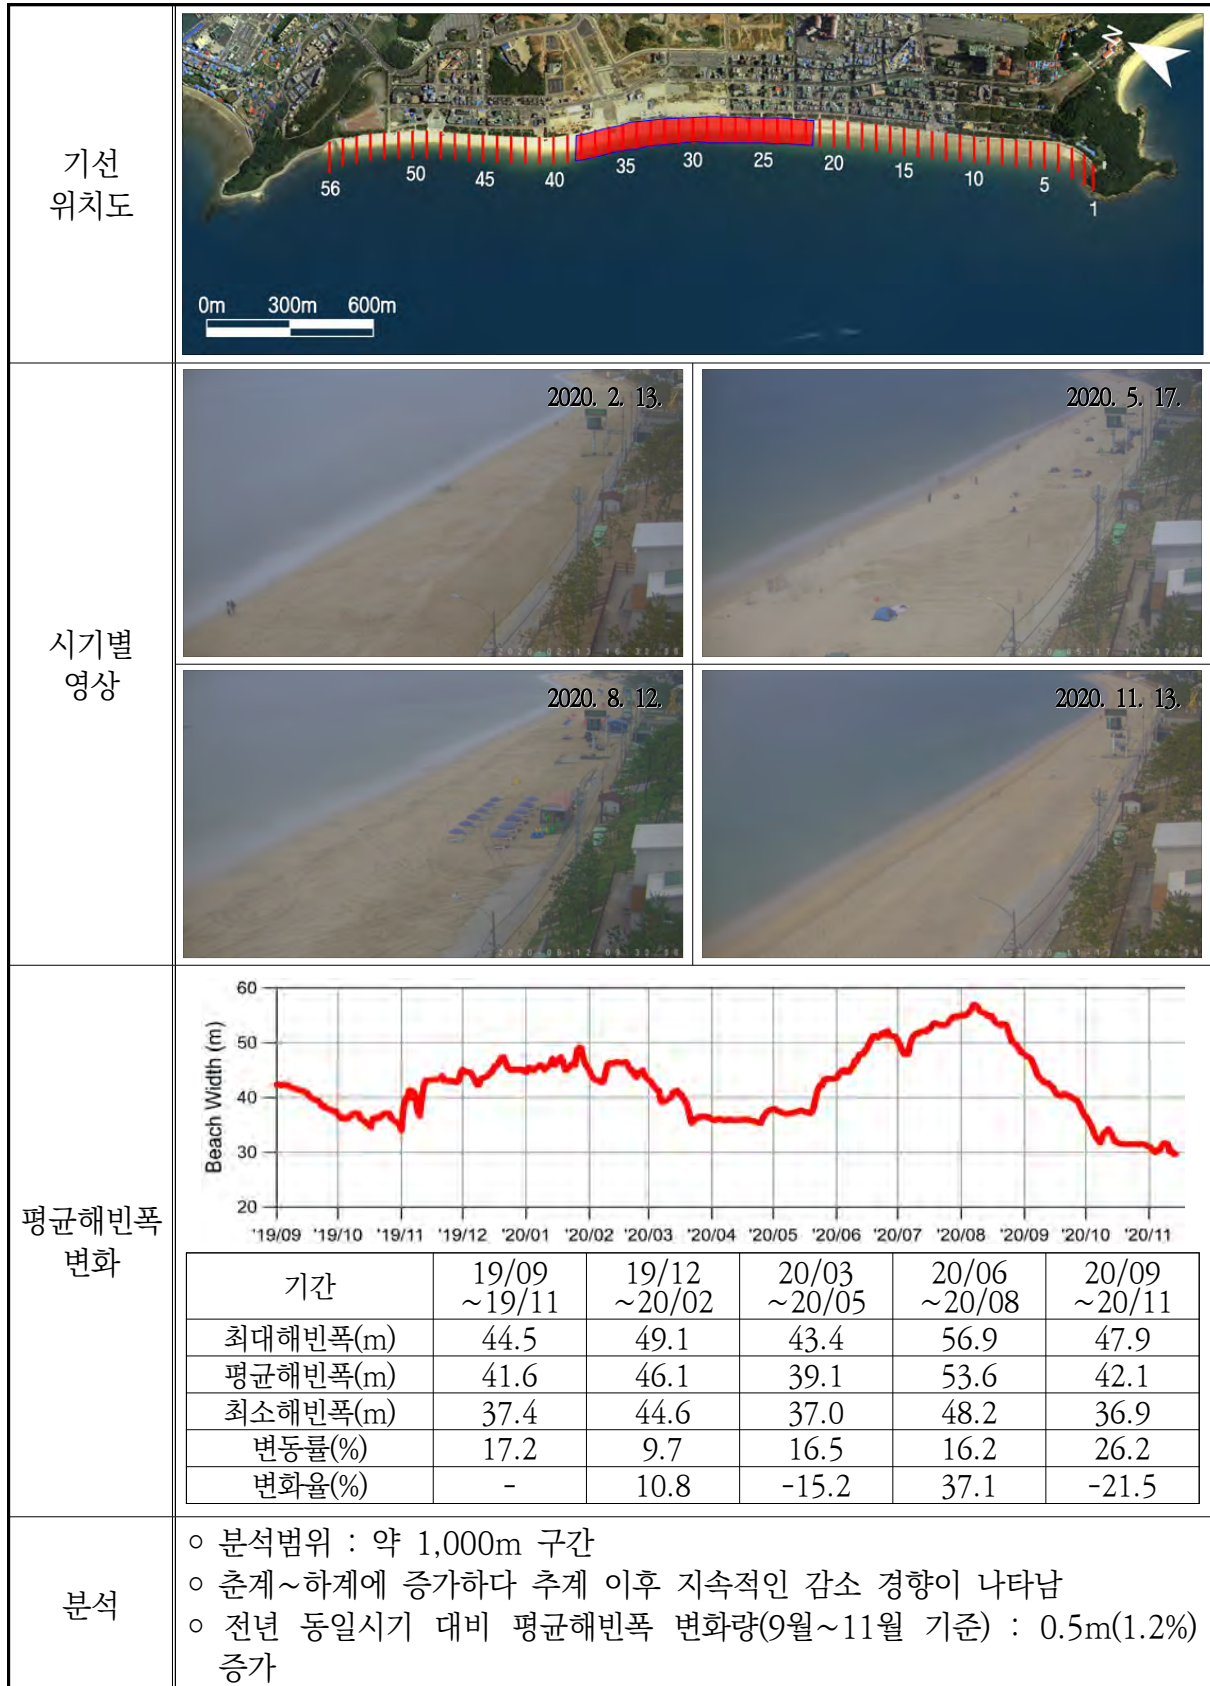 기선
위치도
N
56
50
45
40
35
30
25
20
15
10
5
1
0m 300m 600m
시기별
영상
2020. 2. 13.
2020. 5. 17.
2020. 8. 12.
2020. 11. 13.
평균해빈폭
변화
Beach Width (m)
60
50
40
30
20
'19/09 '19/10 '19/11 '19/12 '20/01 '20/02 '20/03 '20/04 '20/05 '20/06 '20/07 '20/08 '20/09 '20/10 '20/11
기간 19/09 ~19/11 19/12 ~20/02 20/03 ~20/05 20/06 ~20/08 20/09 ~20/11
최대해빈폭(m) 44.5 49.1 43.4 56.9 47.9
평균해빈폭(m) 41.6 46.1 39.1 53.6 42.1
최소해빈폭(m) 37.4 44.6 37.0 48.2 36.9
변동률(%) 17.2 9.7 16.5 16.2 26.2
변화율(%) - 10.8 -15.2 37.1 -21.5
분석
○ 분석범위 : 약 1,000m 구간
○ 춘계~하계에 증가하다 추계 이후 지속적인 감소 경향이 나타남
○ 전년 동일시기 대비 평균해빈폭 변화량(9월~11월 기준) : 0.5m(1.2%)
증가